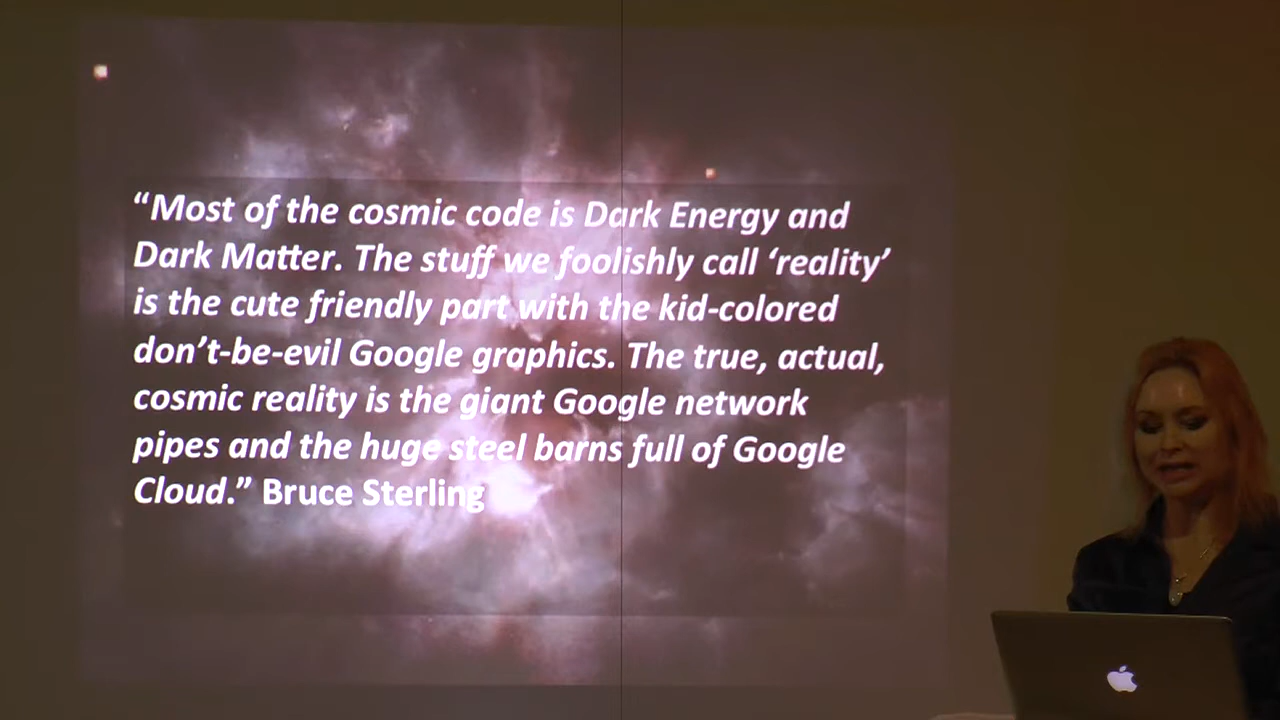 “Most of the cosmic code is Dark Energy and
Dark Matter. The stuff we foolishly call ‘reality’
is the cute friendly part with the kid-colored
don’t-be-evil Google graphics. The true, actual,
cosmic reality is the giant Google network
pipes and the huge steel barns full of Google
Cloud.” Bruce Sterling